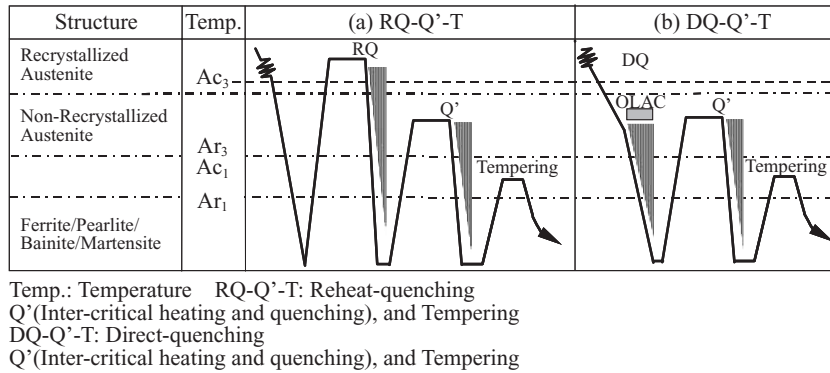 Structure Temp. (a) RQ-Q’-T (b) DQ-Q’-T
Recrystallized
Austenite
RQ
DQ
Ac3
Non-Recrystallized
Austenite
OLAC
Q’
Q’
Ar3
Ac1
Tempering
Tempering
Ar1
Ferrite/Pearlite/
Bainite/Martensite
Temp.: Temperature RQ-Q’-T: Reheat-quenching
Q’(Inter-critical heating and quenching), and Tempering
DQ-Q’-T: Direct-quenching
Q’(Inter-critical heating and quenching), and Tempering